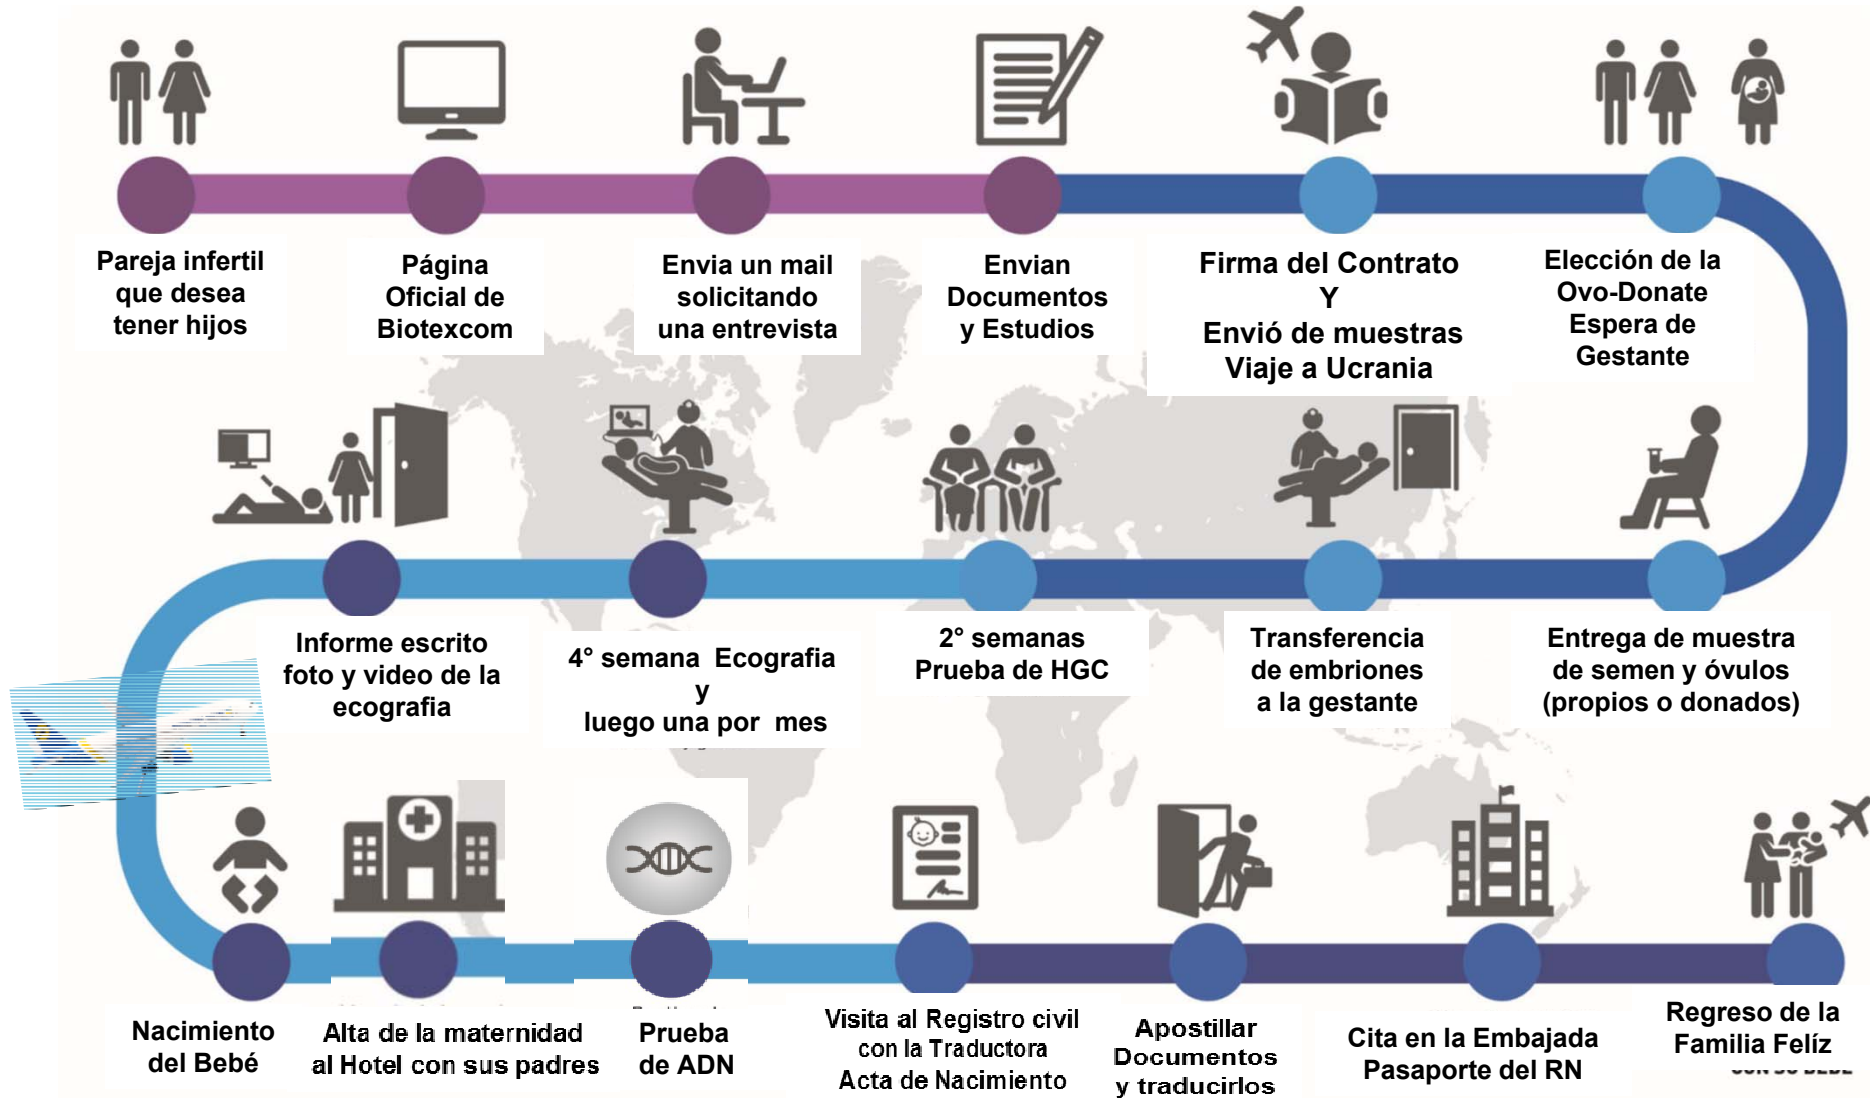 Pareja infertil
que desea
tener hijos
Página
Oficial de
Biotexcom
Envia un mail
solicitando
una entrevista
Envian
Documentos
y Estudios
Firma del Contrato
Y
Envió de muestras
Viaje a Ucrania
Elección de la
Ovo-Donate
Espera de
Gestante
Entrega de muestra
de semen y óvulos
(propios o donados)
Transferencia
de embriones
a la gestante
2° semanas
Prueba de HGC
4° semana Ecografia
y
luego una por mes
Informe escrito
foto y video de la
ecografia
Nacimiento
del Bebé
Alta de la maternidad
al Hotel con sus padres
Prueba
de ADN
Visita al Registro civil
con la Traductora
Acta de Nacimiento
Apostillar
Documentos
y traducirlos
Cita en la Embajada
Pasaporte del RN
Regreso de la
Familia Felíz
CON SU BEBE